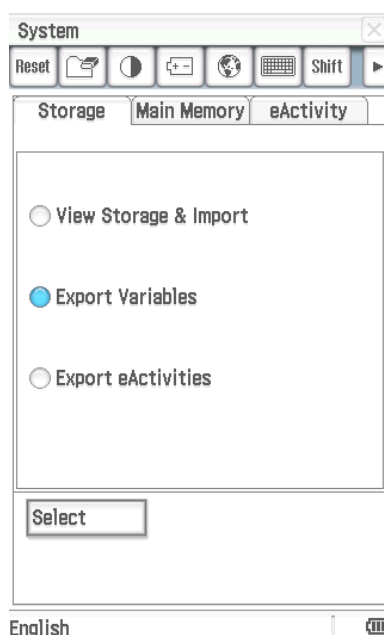 System
Reset Shift
Storage Main Memory eActivity
View Storage & Import
Export Variables
Export eActivities
Select
English